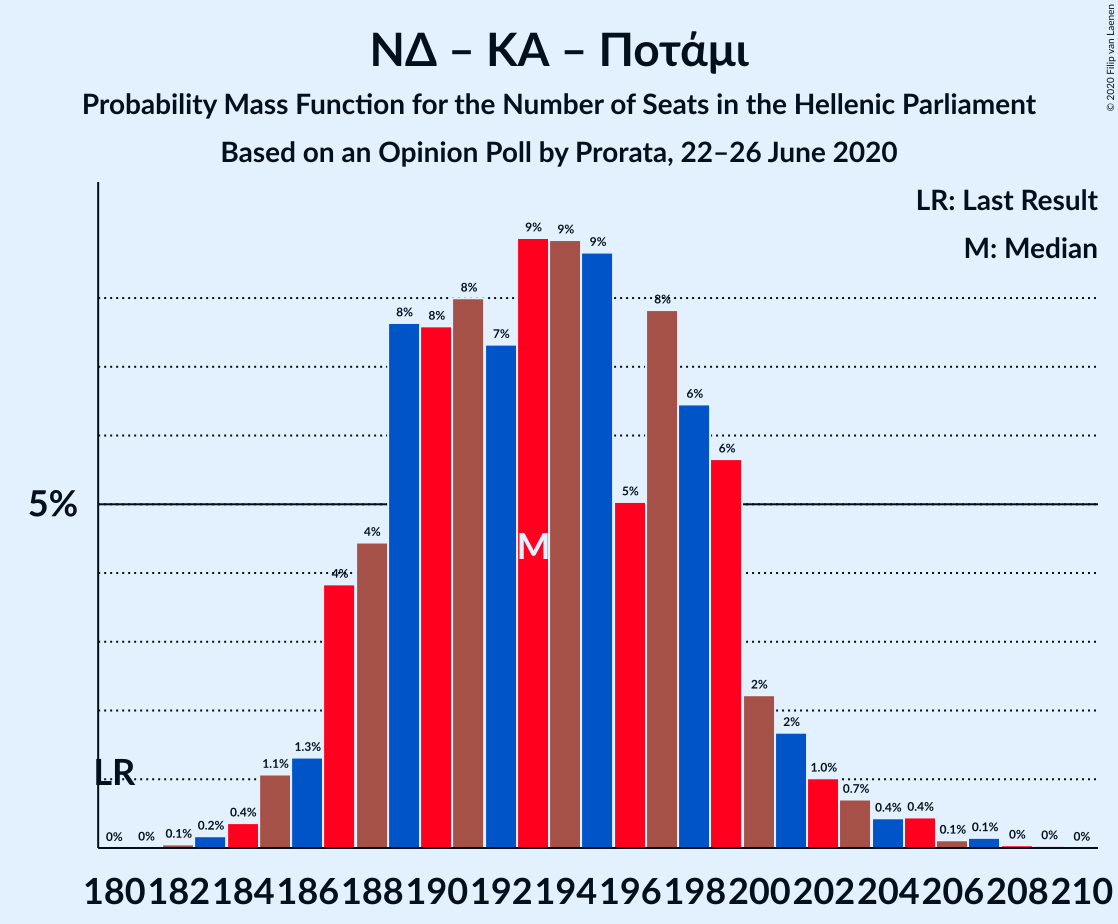 ΝΔ – ΚΑ – Ποτάμι
Probability Mass Function for the Number of Seats in the Hellenic Parliament
Based on an Opinion Poll by Prorata, 22–26 June 2020
© 2020 Filip van Laenen
LR: Last Result
M: Median
5%
LR
M
0% 0% 0.1% 0.2% 0.4% 1.1% 1.3% 4% 4% 8% 8% 8% 7% 9% 9% 9% 5% 8% 6% 6% 2% 2% 1.0% 0.7% 0.4% 0.4% 0.1% 0.1% 0% 0% 0%
180 182 184 186 188 190 192 194 196 198 200 202 204 206 208 210